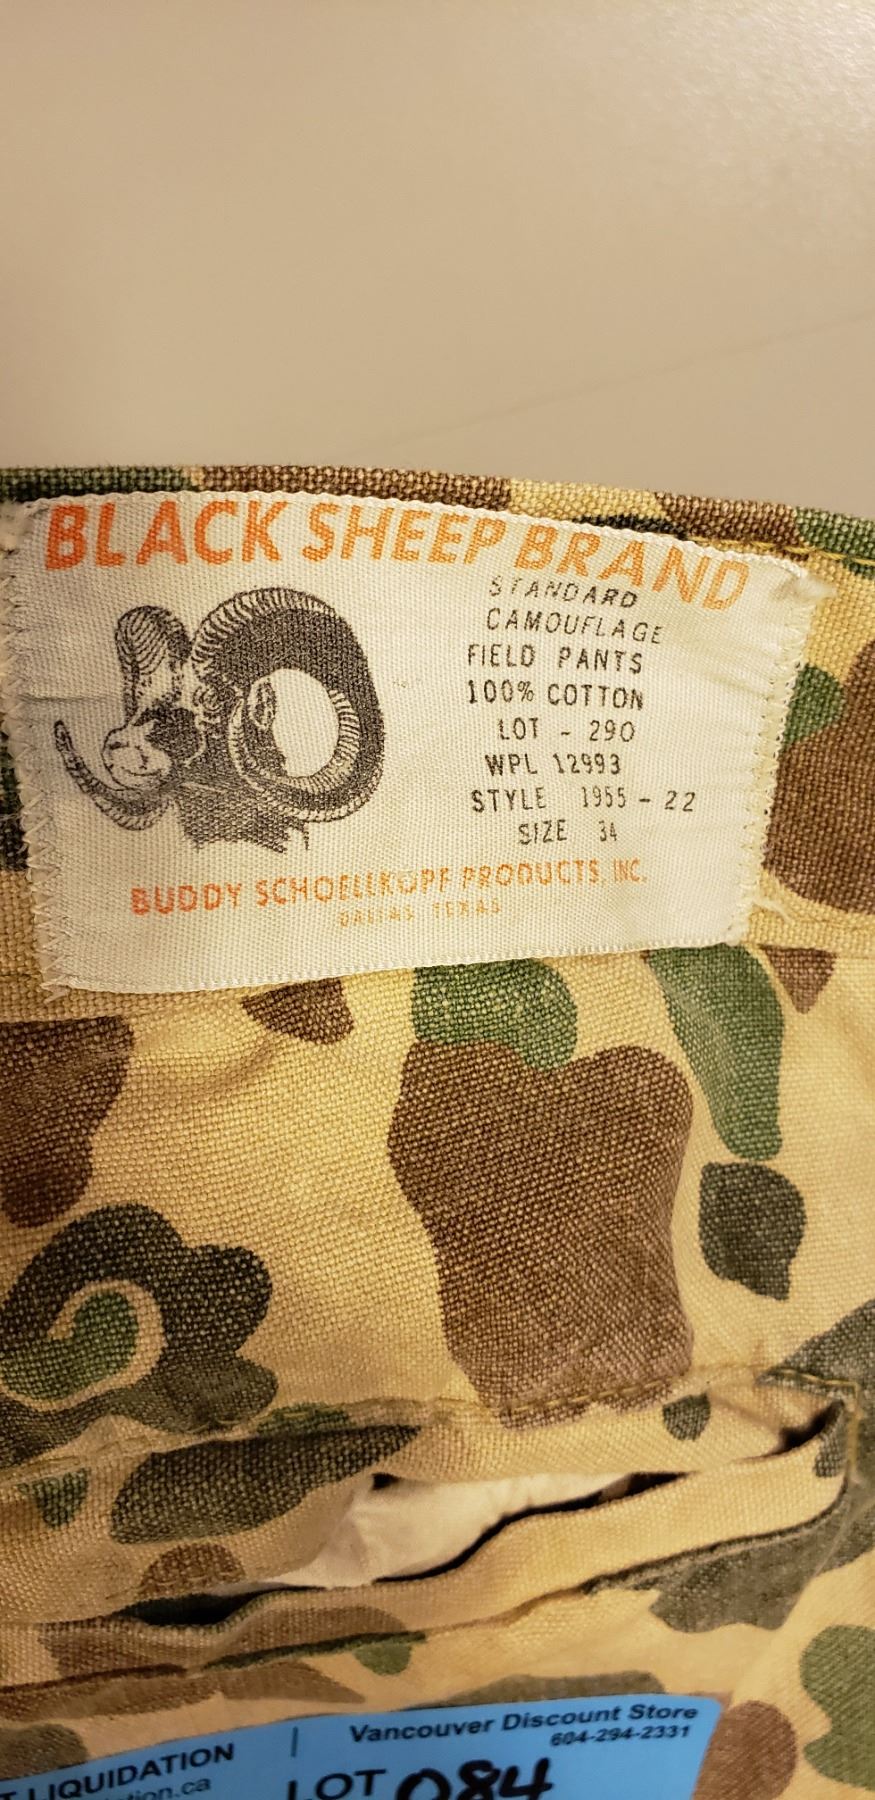 BLACK SHEEP BRAND
STANDARD
CAMOUFLAGE
FIELD PANTS
100% COTTON
LOT - 290
WPL 12993
STYLE 1955 - 22
SIZE 34
BUDDY SCHOELLKOPF PRODUCTS, INC.
DALLAS TEXAS
Vancouver Discount Store
604-294-2331
LIQUIDATION
LOT 084